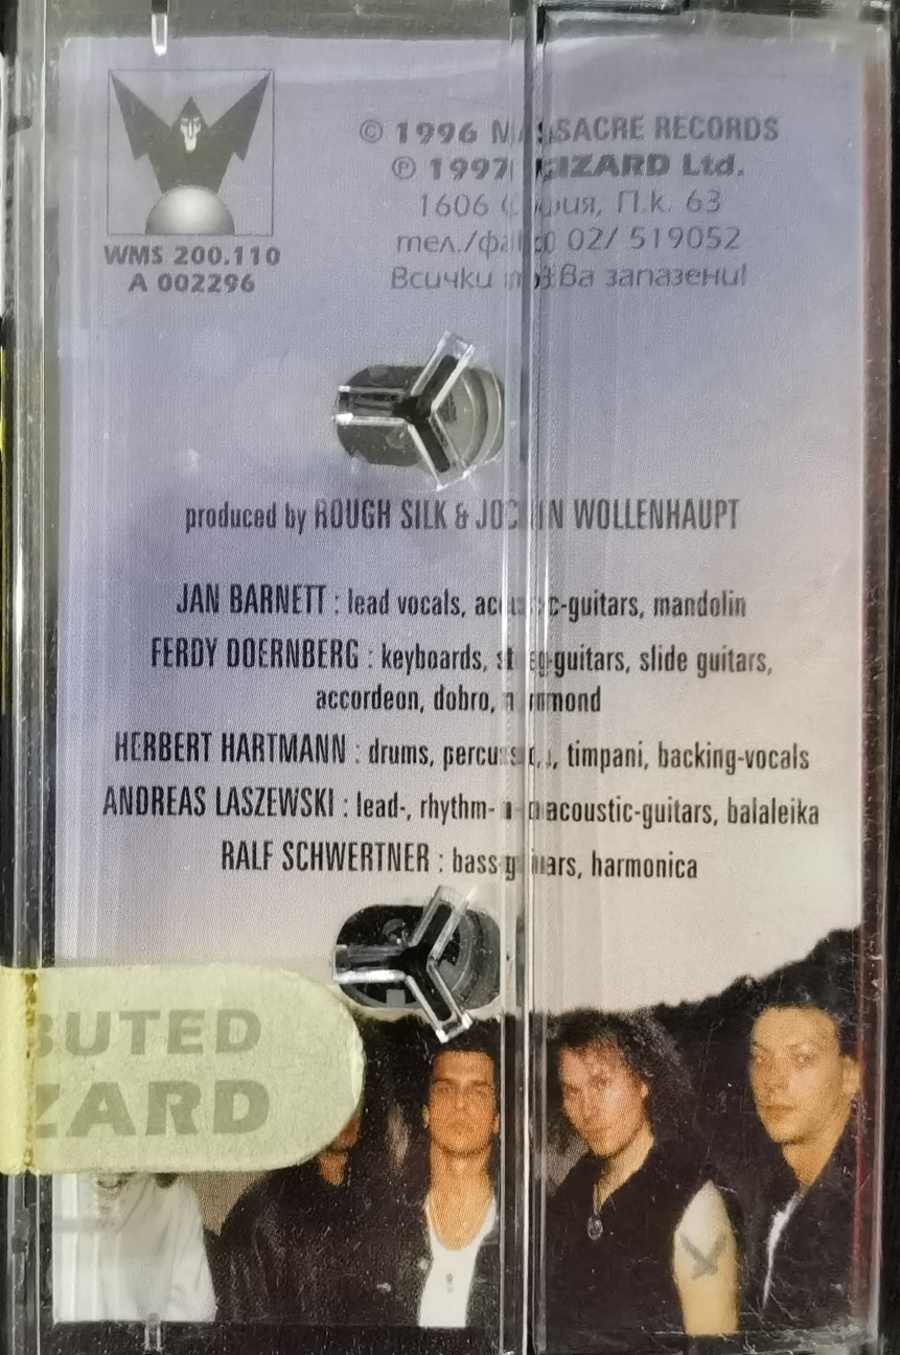 © 1996 MASSACRE RECORDS
℗ 1997 WIZARD Ltd.
1606 София, П.к. 63
тел./факс 02/ 519052
Всички права запазени!
WMS 200.110
A 002296
produced by ROUGH SILK & JOCHEN WOLLENHAUPT
JAN BARNETT : lead vocals, acoustic-guitars, mandolin
FERDY DOERNBERG : keyboards, guitars, slide guitars,
accordeon, dobro, hammond
HERBERT HARTMANN : drums, percussion, timpani, backing-vocals
ANDREAS LASZEWSKI : lead-, rhythm- acoustic-guitars, balaleika
RALF SCHWERTNER : bass guitars, harmonica
BUTED
ZARD